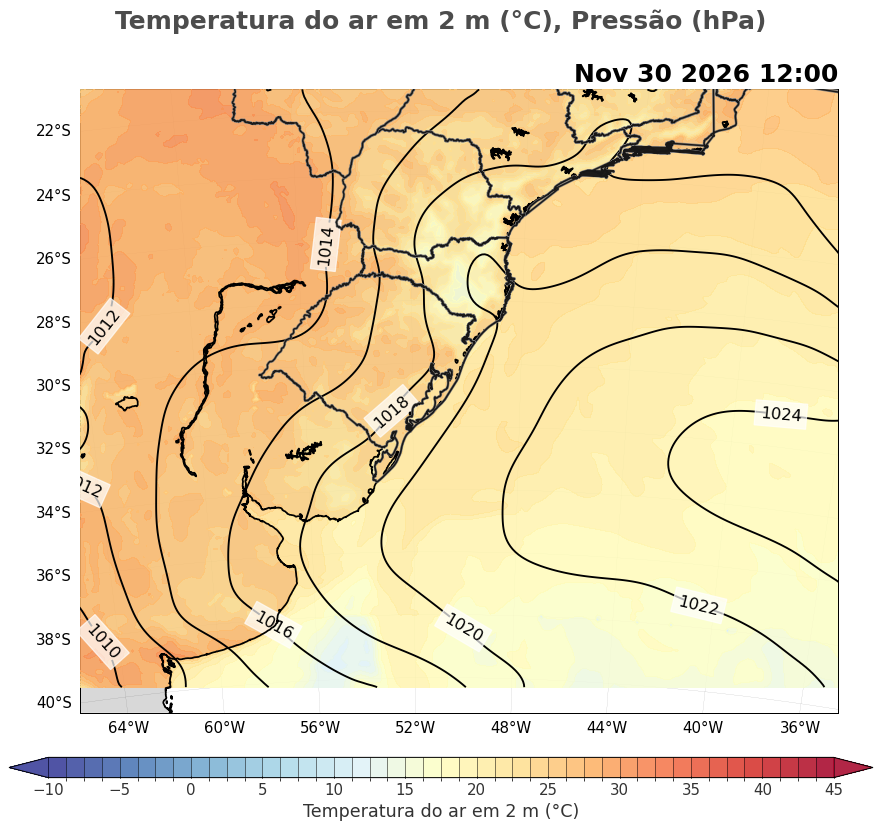 Temperatura do ar em 2 m (°C), Pressão (hPa)
Nov 30 2026 12:00
22°S
24°S
26°S
28°S
30°S
32°S
34°S
36°S
38°S
40°S
1014
1012
1018
1024
012
1010
1016
1020
1022
64°W
60°W
56°W
52°W
48°W
44°W
40°W
36°W
−10
−5
0
5
10
15
20
25
30
35
40
45
Temperatura do ar em 2 m (°C)